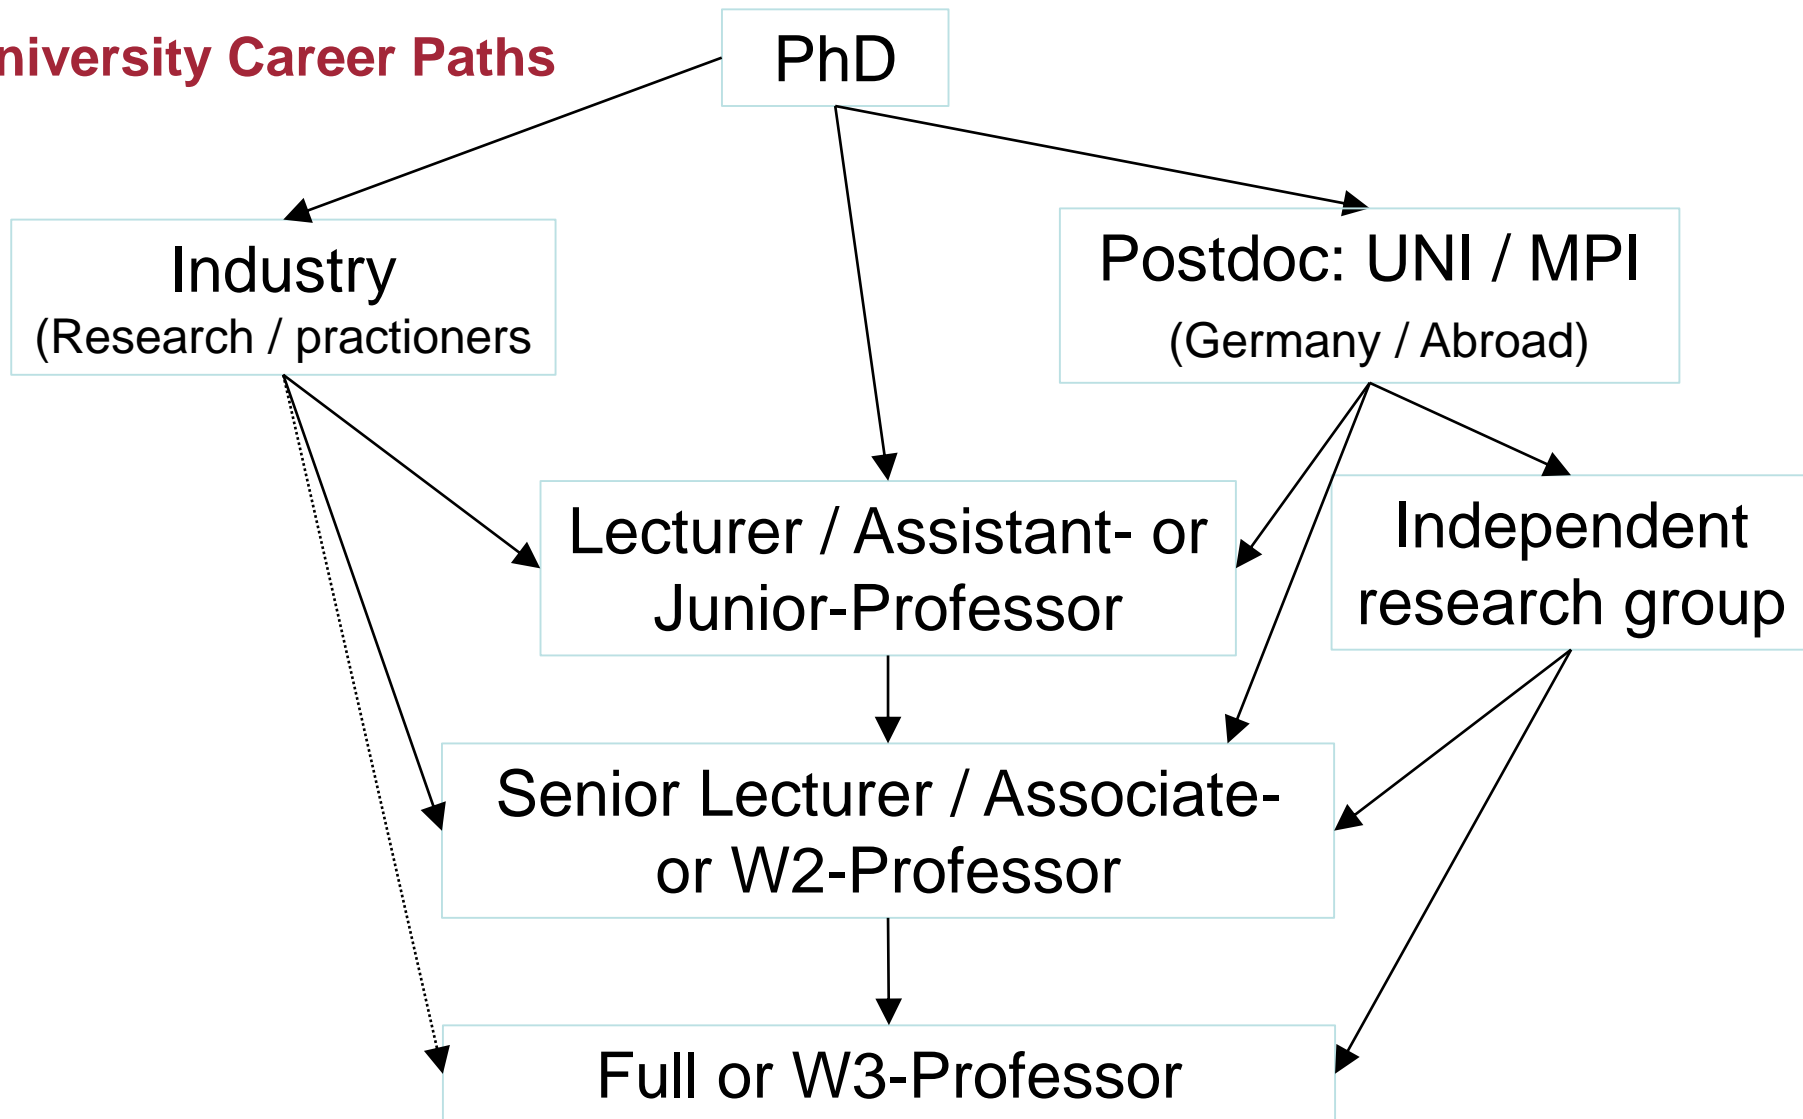 niversity Career Paths
PhD
Industry
(Research / practioners
Postdoc: UNI / MPI
(Germany / Abroad)
Lecturer / Assistant- or
Junior-Professor
Independent
research group
Senior Lecturer / Associate-
or W2-Professor
Full or W3-Professor